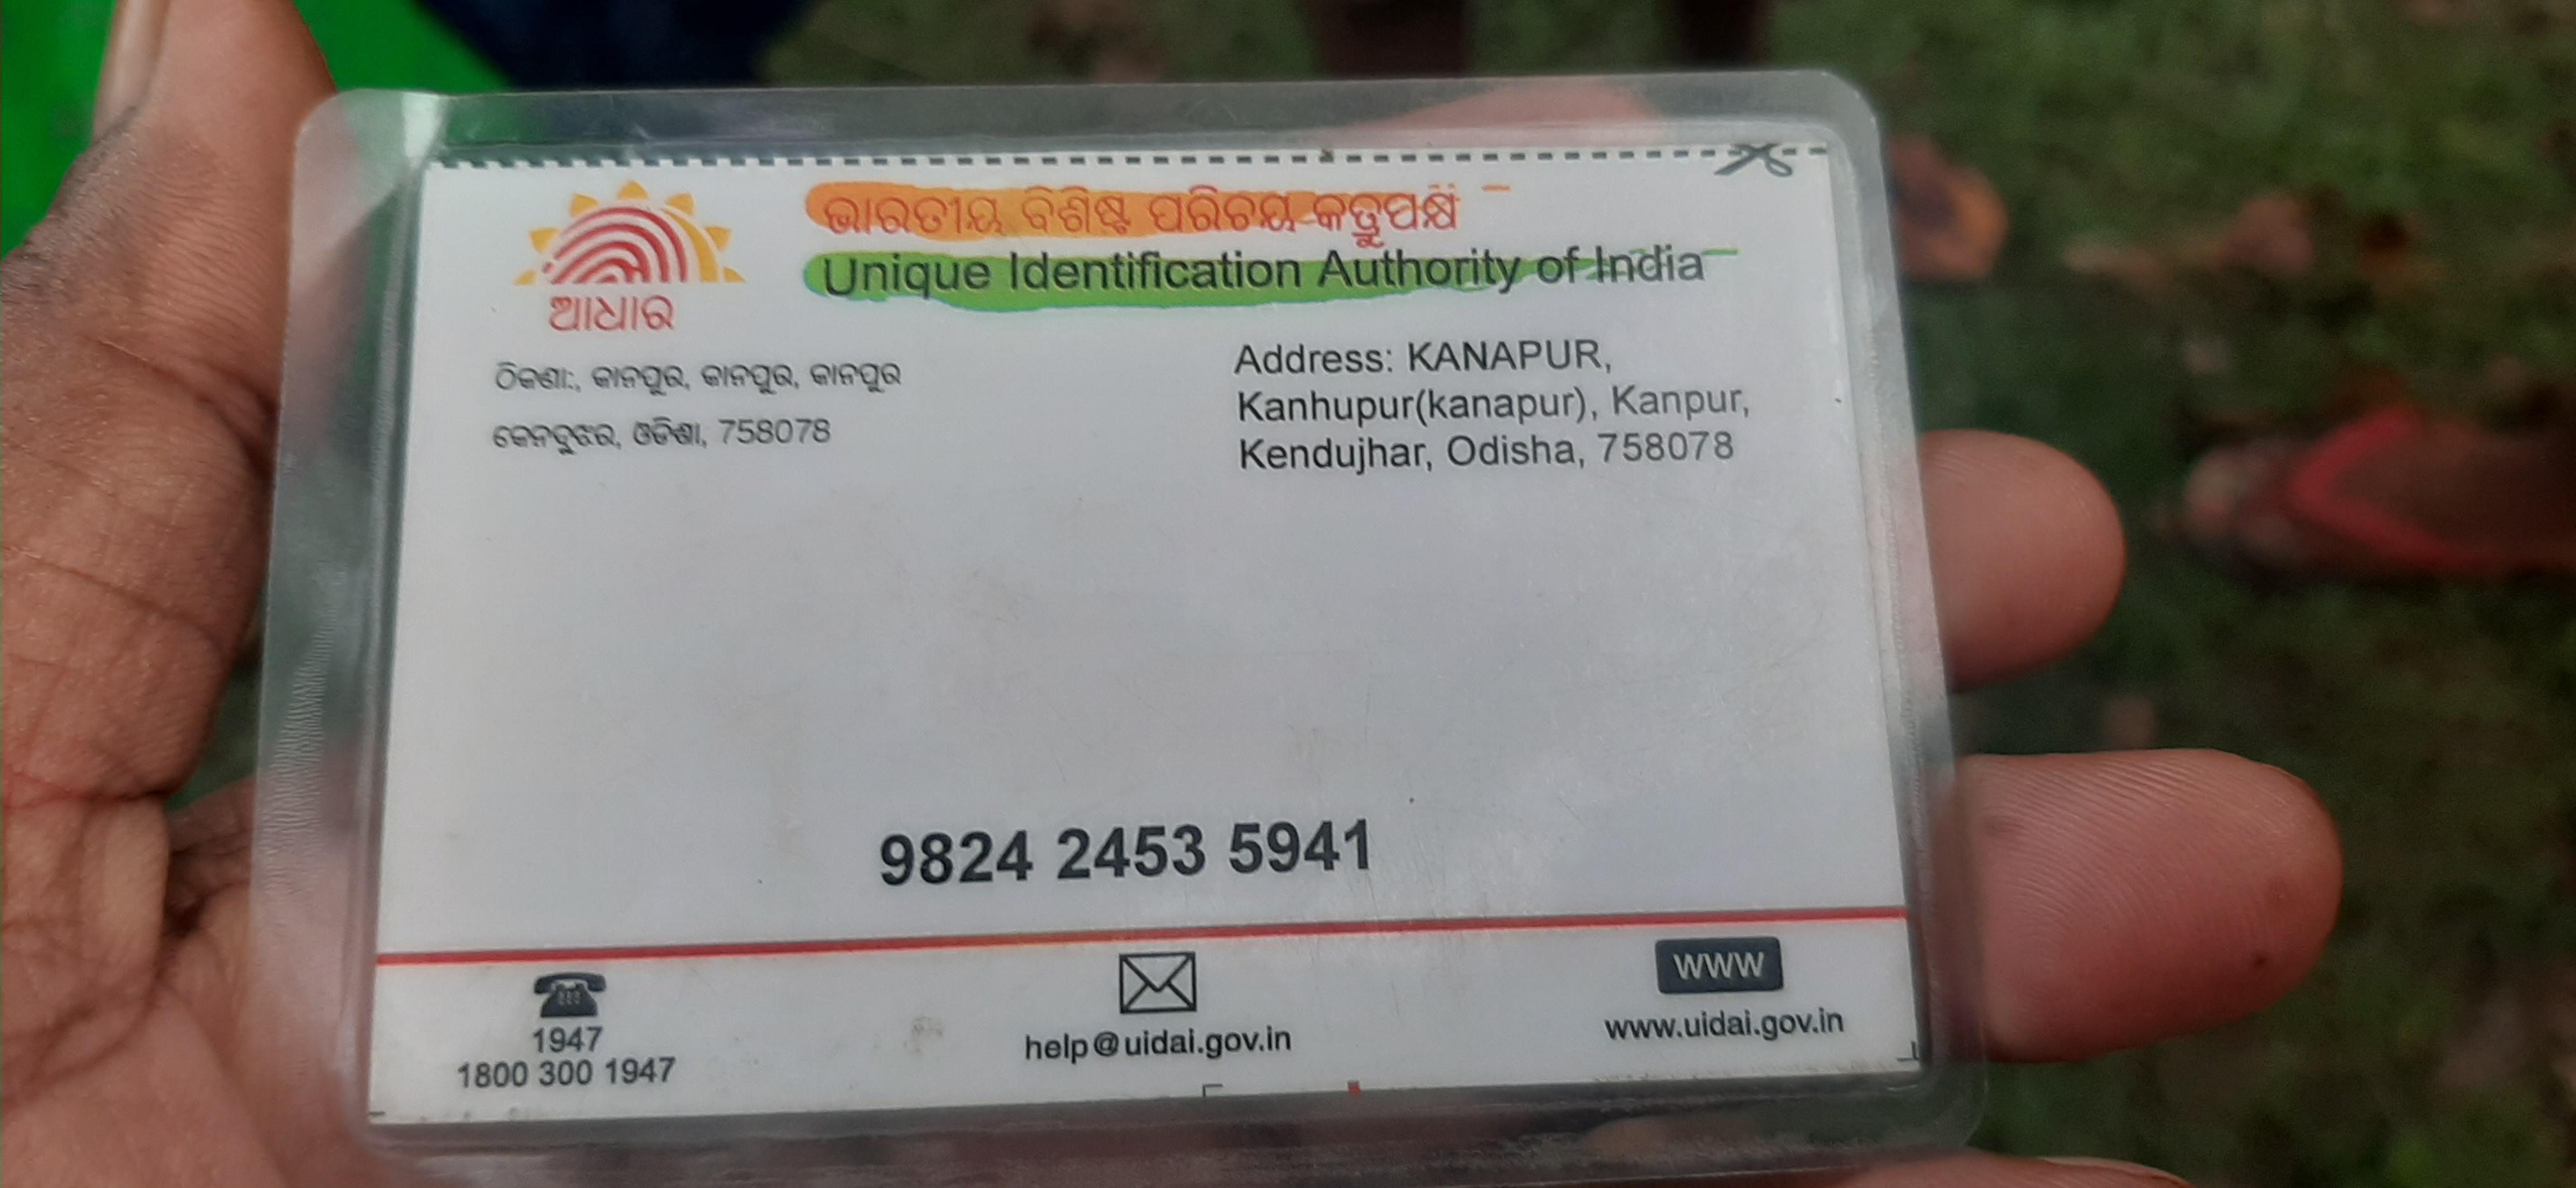 ଭାରତୀୟ ବିଶିଷ୍ଟ ପରିଚୟ କର୍ତ୍ତୁପକ୍ଷ
Unique Identification Authority of India
ଆଧାର
ଠିକଣା:, କାନପୁର, କାନପୁର, କାନପୁର
କେନଦୁଝର, ଓଡିଶା, 758078
Address: KANAPUR,
Kanhupur(kanapur), Kanpur,
Kendujhar, Odisha, 758078
9824 2453 5941
1947
1800 300 1947
help@uidai.gov.in
WWW
www.uidai.gov.in